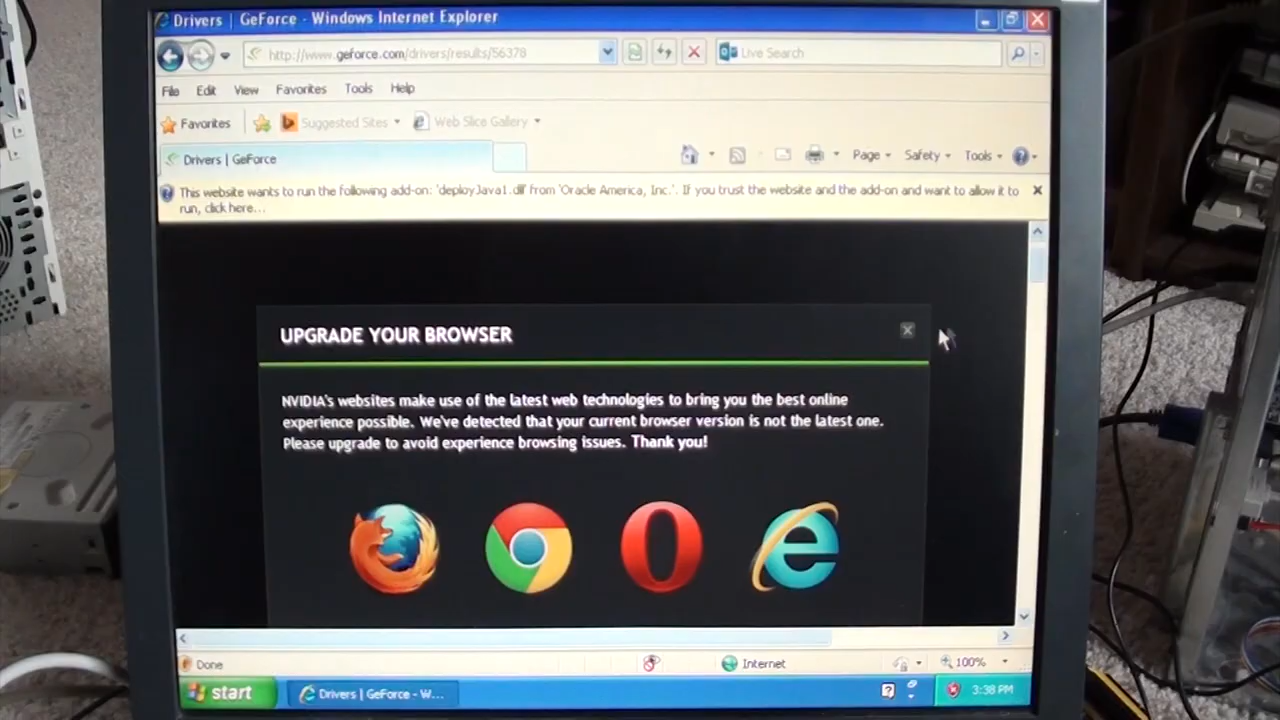 Drivers | GeForce - Windows Internet Explorer
http://www.geforce.com/drivers/results/56378
Live Search
File Edit View Favorites Tools Help
Favorites Suggested Sites Web Slice Gallery
Drivers | GeForce
Page Safety Tools
This website wants to run the following add-on: 'deployJava1.dll' from 'Oracle America, Inc.'. If you trust the website and the add-on and want to allow it to
run, click here...
UPGRADE YOUR BROWSER
NVIDIA's websites make use of the latest web technologies to bring you the best online
experience possible. We've detected that your current browser version is not the latest one.
Please upgrade to avoid experience browsing issues. Thank you!
Done Internet 100%
start Drivers | GeForce - W... 3:38 PM